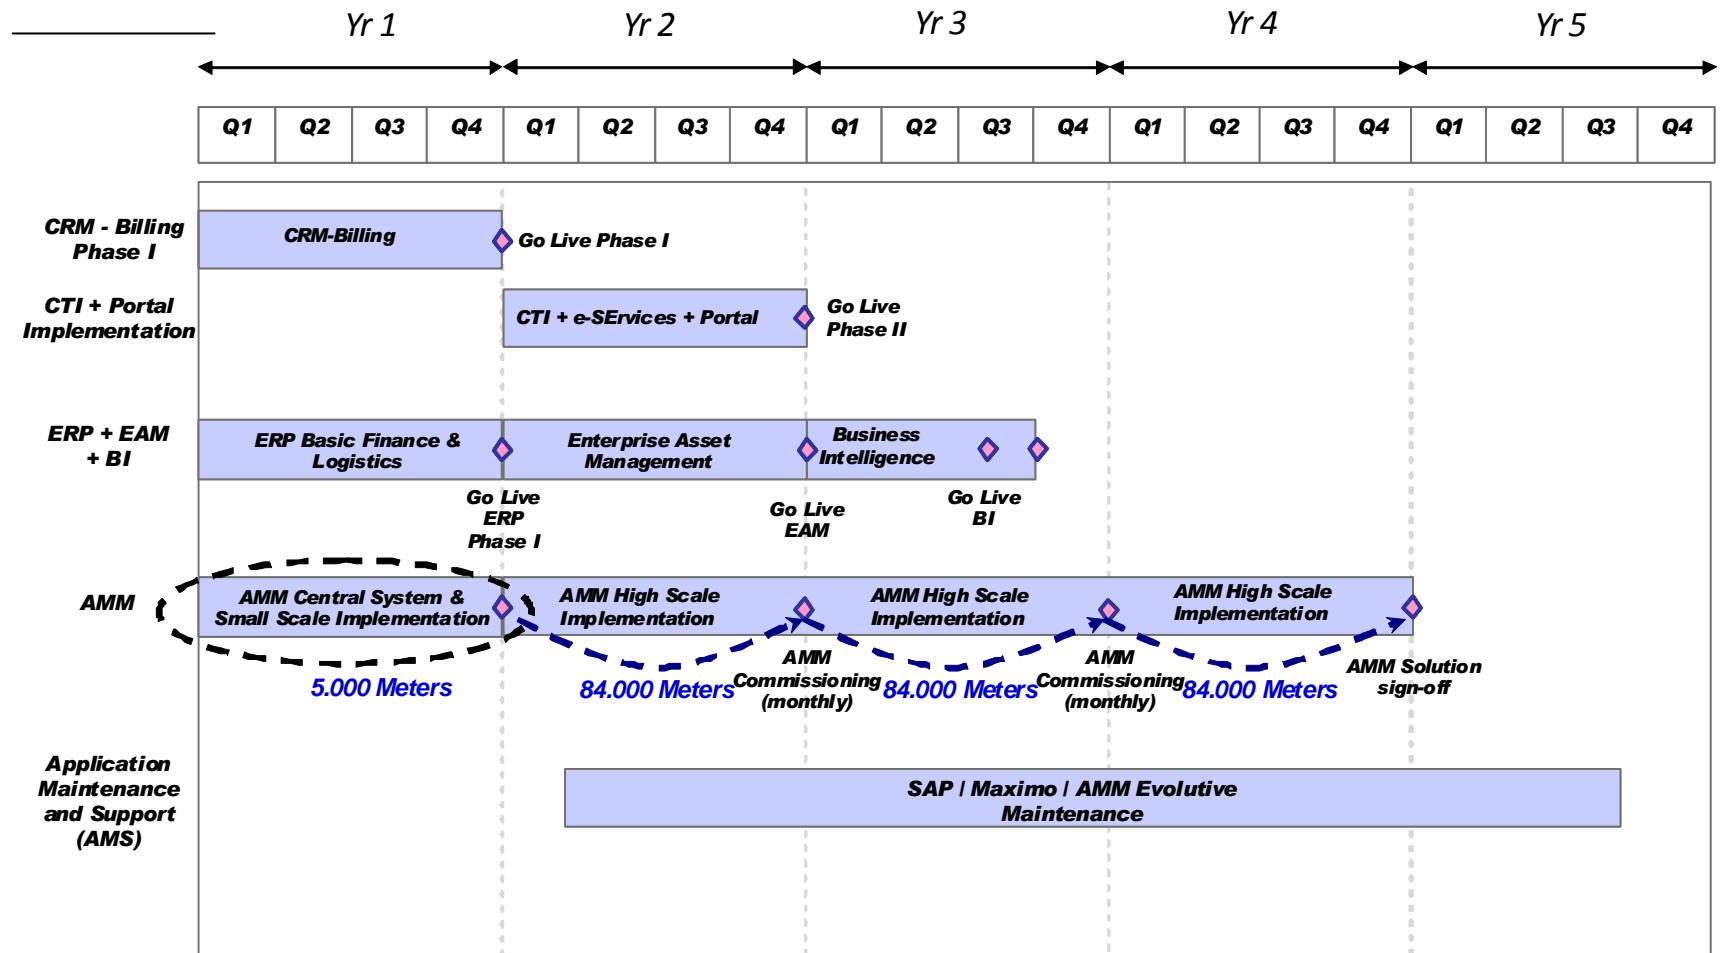 Yr 1 Yr 2 Yr 3 Yr 4 Yr 5
Q1 Q2 Q3 Q4 Q1 Q2 Q3 Q4 Q1 Q2 Q3 Q4 Q1 Q2 Q3 Q4 Q1 Q2 Q3 Q4
CRM - Billing
Phase I
CRM-Billing
Go Live Phase I
CTI + Portal
Implementation
CTI + e-SErvices + Portal
Go Live
Phase II
ERP + EAM
+ BI
ERP Basic Finance &
Logistics
Enterprise Asset
Management
Business
Intelligence
Go Live
ERP
Phase I
Go Live
EAM
Go Live
BI
AMM
AMM Central System &
Small Scale Implementation
AMM High Scale
Implementation
AMM High Scale
Implementation
AMM High Scale
Implementation
5.000 Meters
84.000 Meters
AMM
Commissioning
(monthly)
84.000 Meters
AMM
Commissioning
(monthly)
84.000 Meters
AMM Solution
sign-off
Application
Maintenance
and Support
(AMS)
SAP / Maximo / AMM Evolutive
Maintenance